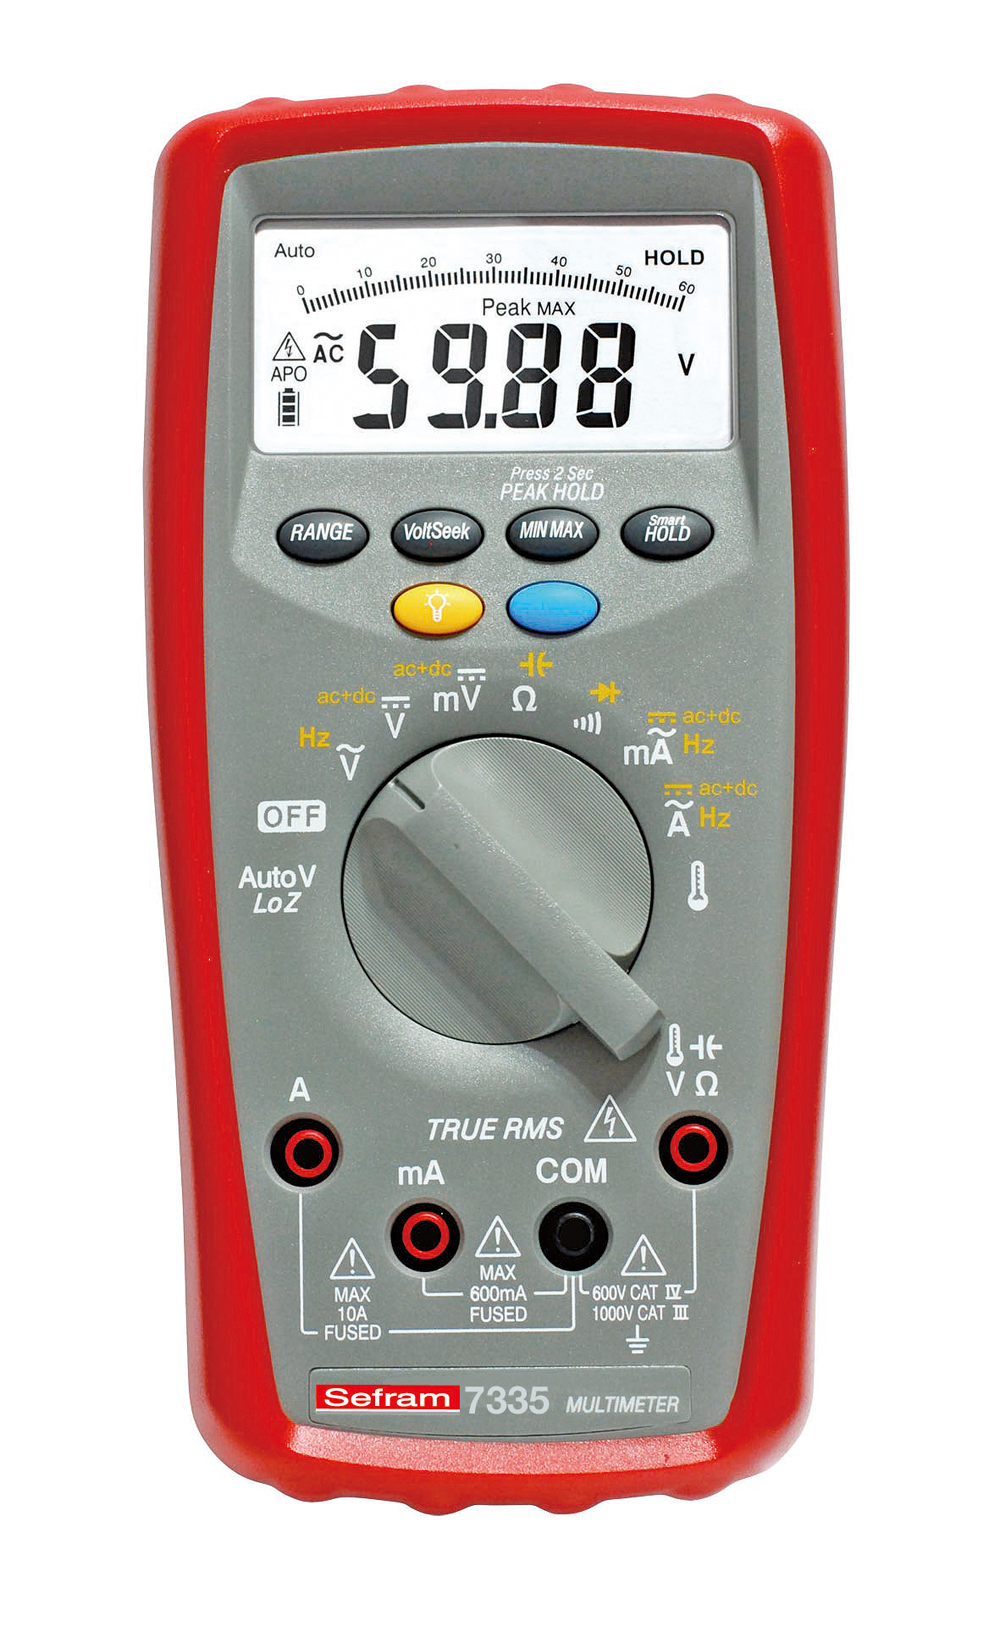 Auto
HOLD
0 10 20 30 40 50 60
Peak MAX
AC
59.88 V
APO
Press 2 Sec
PEAK HOLD
RANGE
VoltSeek
MIN MAX
Smart
HOLD
ac+dc
mV
Ω
ac+dc
V
Hz
V
mA
ac+dc
Hz
A
ac+dc
Hz
OFF
Auto V
LoZ
V Ω
A
TRUE RMS
mA
COM
MAX
10A
FUSED
MAX
600mA
FUSED
600V CAT IV
1000V CAT III
Sefram 7335 MULTIMETER